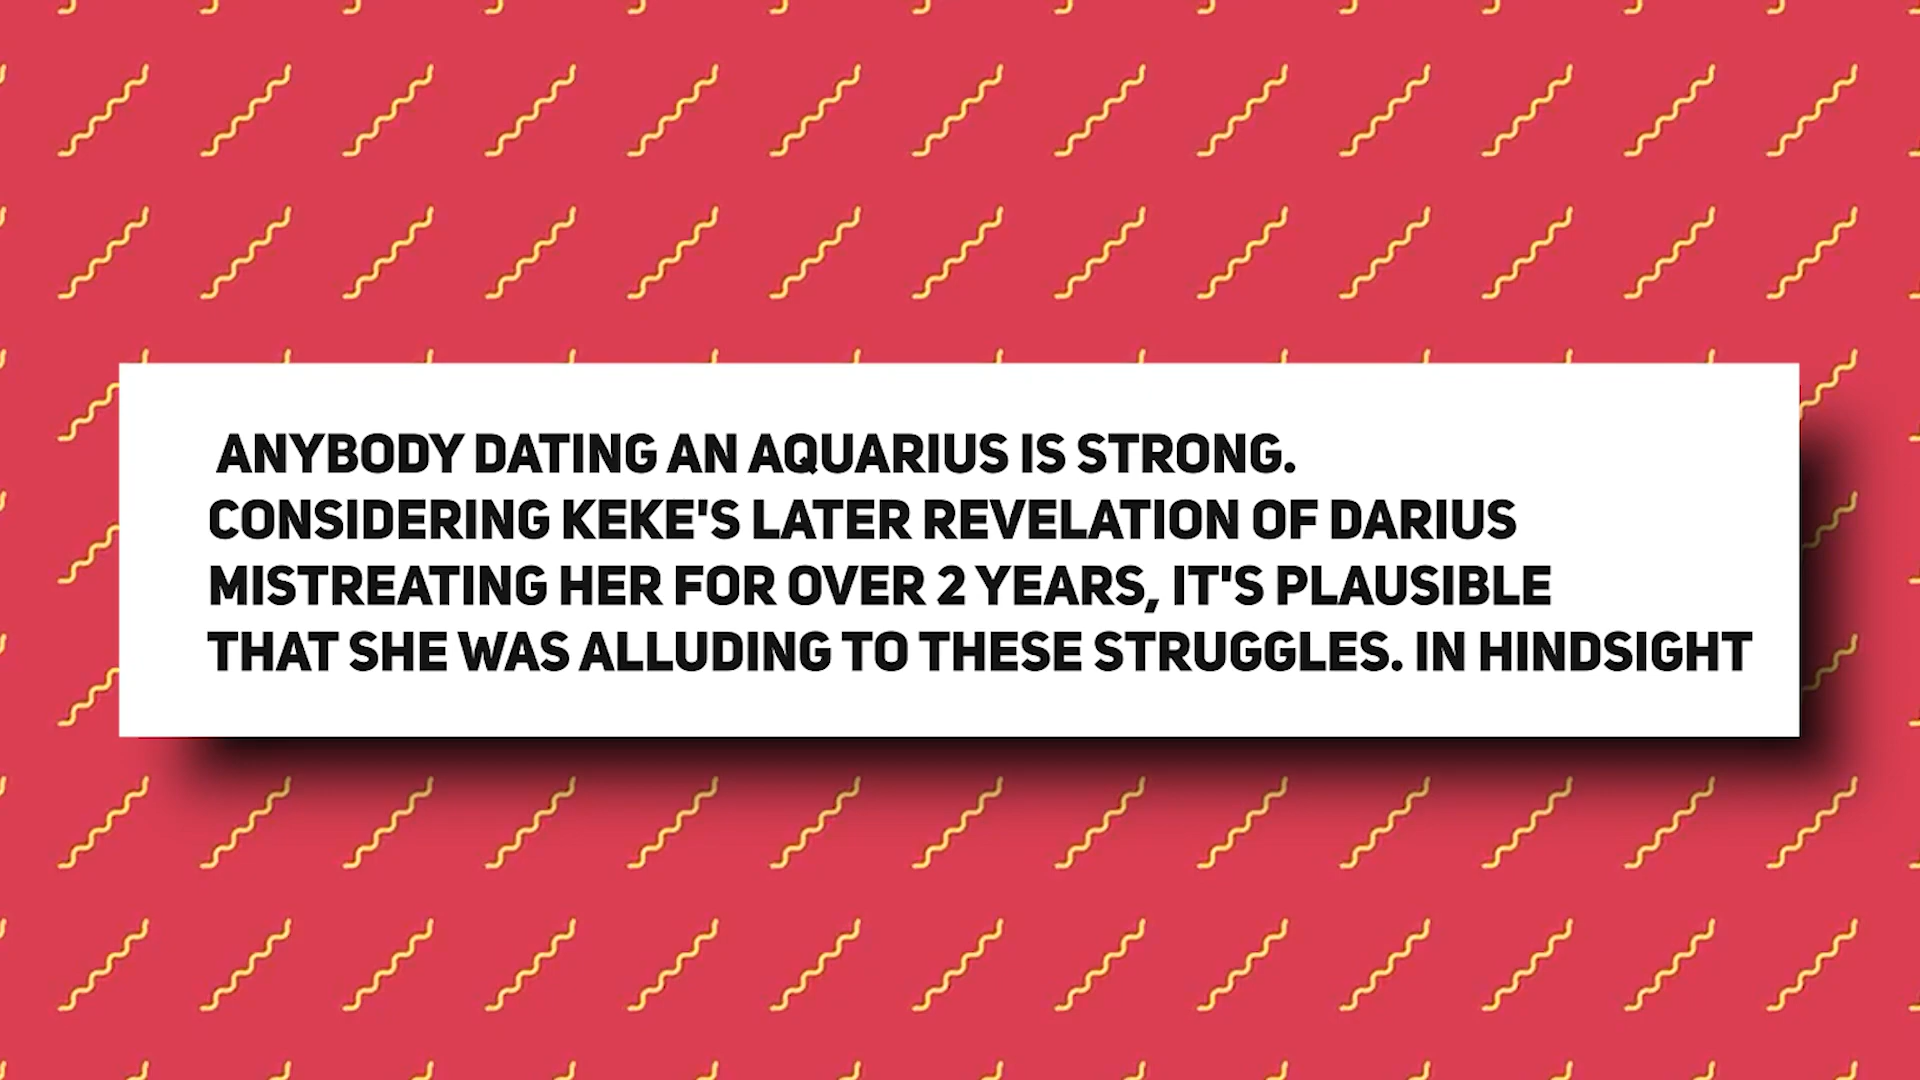 ANYBODY DATING AN AQUARIUS IS STRONG.
CONSIDERING KEKE'S LATER REVELATION OF DARIUS
MISTREATING HER FOR OVER 2 YEARS, IT'S PLAUSIBLE
THAT SHE WAS ALLUDING TO THESE STRUGGLES. IN HINDSIGHT